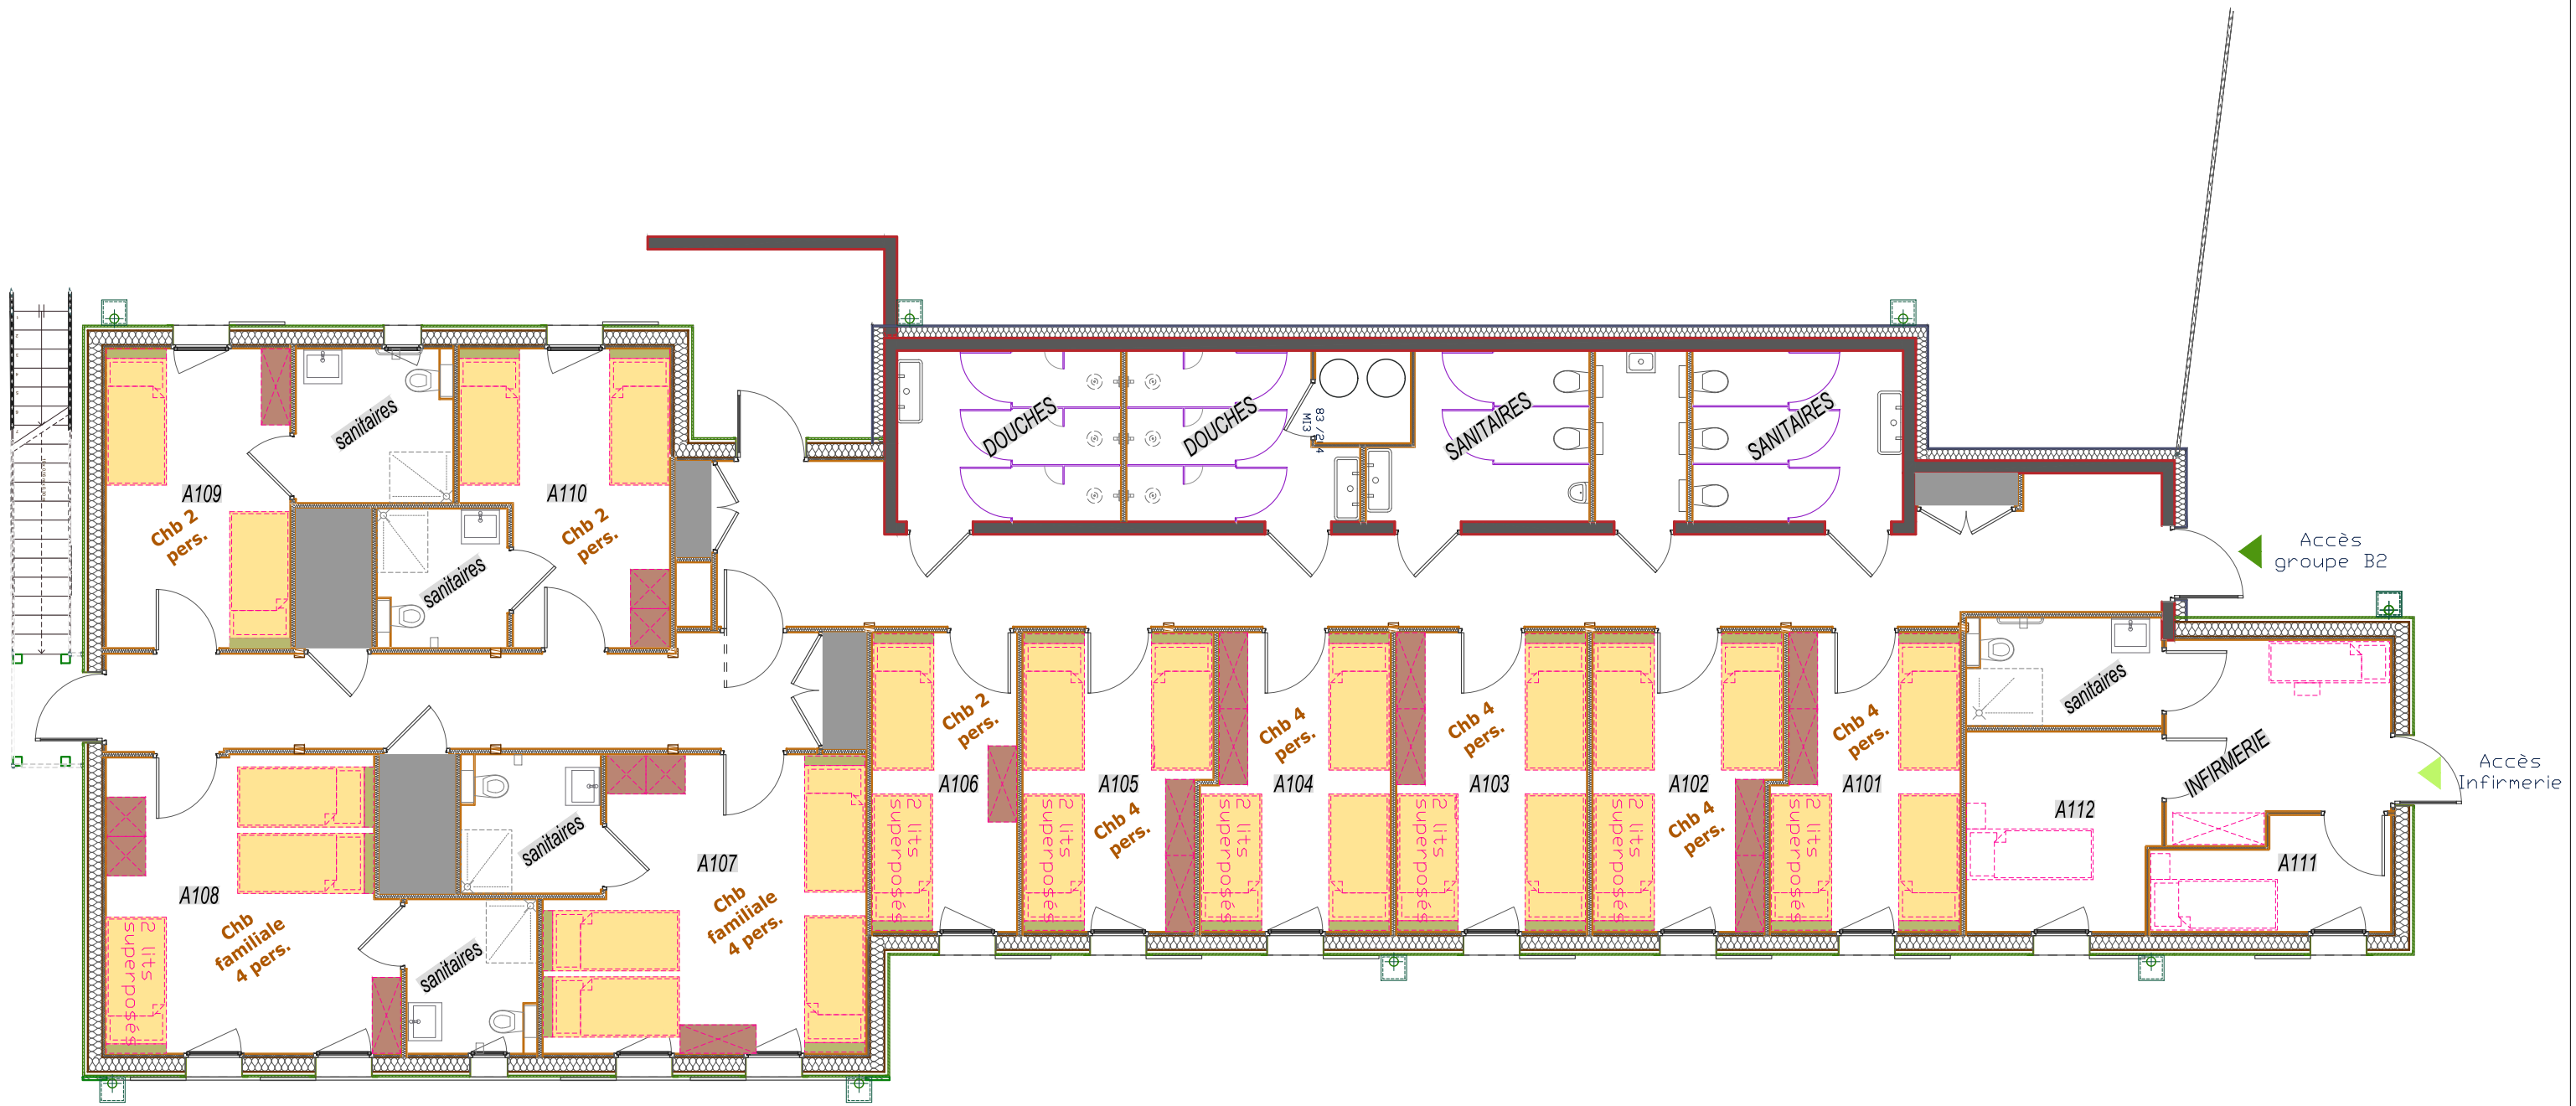 DOUCHES
DOUCHES
83 /204
MI3
SANITAIRES
SANITAIRES
sanitaires
A109
Chb 2
pers.
A110
Chb 2
pers.
sanitaires
Accès
groupe B2
Chb 2
pers.
A106
2 lits
superposés
A105
Chb 4
pers.
2 lits
superposés
Chb 4
pers.
A104
2 lits
superposés
Chb 4
pers.
A103
2 lits
superposés
A102
Chb 4
pers.
2 lits
superposés
Chb 4
pers.
A101
2 lits
superposés
sanitaires
INFIRMERIE
Accès
Infirmerie
A112
A111
A108
Chb
familiale
4 pers.
2 lits
superposés
sanitaires
sanitaires
A107
Chb
familiale
4 pers.